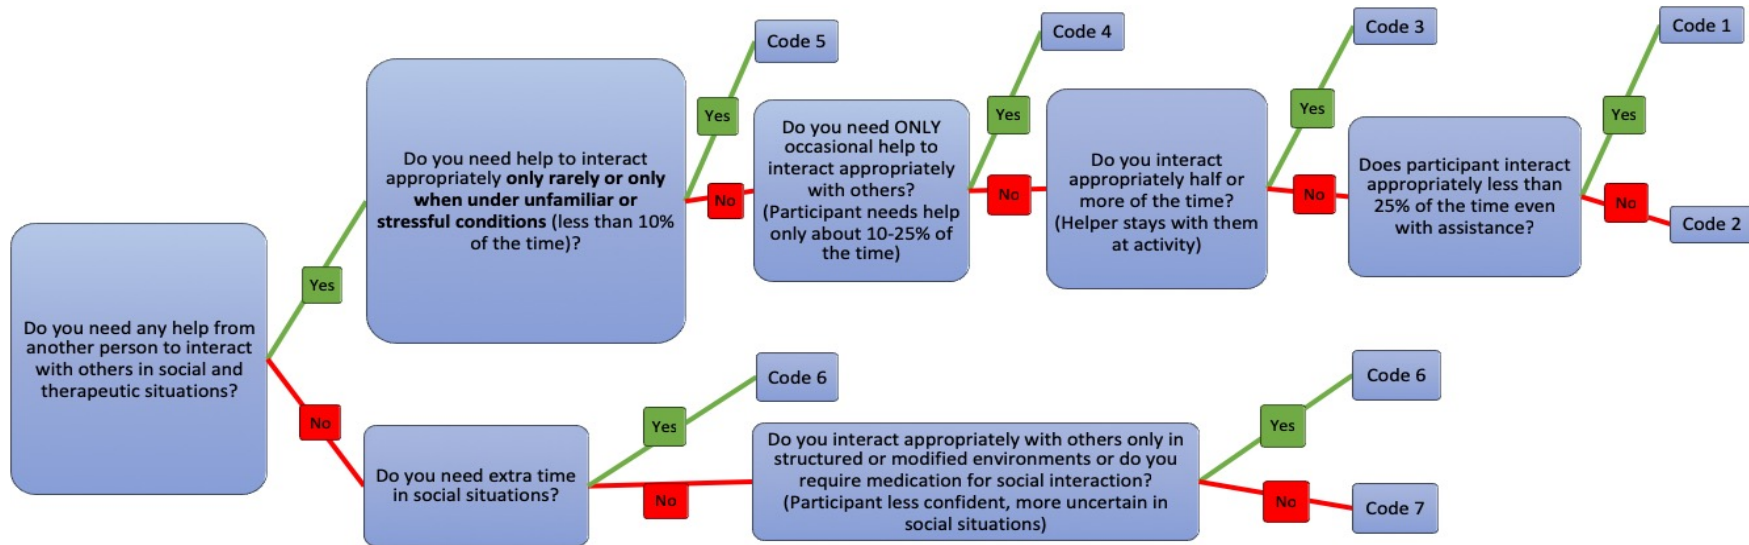 Do you need any help from
another person to interact
with others in social and
therapeutic situations?
Yes
No
Do you need help to interact
appropriately only rarely or only
when under unfamiliar or
stressful conditions (less than 10%
of the time)?
Yes
Code 5
No
Do you need ONLY
occasional help to
interact appropriately
with others?
(Participant needs help
only about 10-25% of
the time)
Yes
Code 4
No
Do you interact
appropriately half or
more of the time?
(Helper stays with them
at activity)
Yes
Code 3
No
Does participant interact
appropriately less than
25% of the time even
with assistance?
Yes
Code 1
No
Code 2
Do you need extra time
in social situations?
Yes
Code 6
No
Do you interact appropriately with others only in
structured or modified environments or do you
require medication for social interaction?
(Participant less confident, more uncertain in
social situations)
Yes
Code 6
No
Code 7